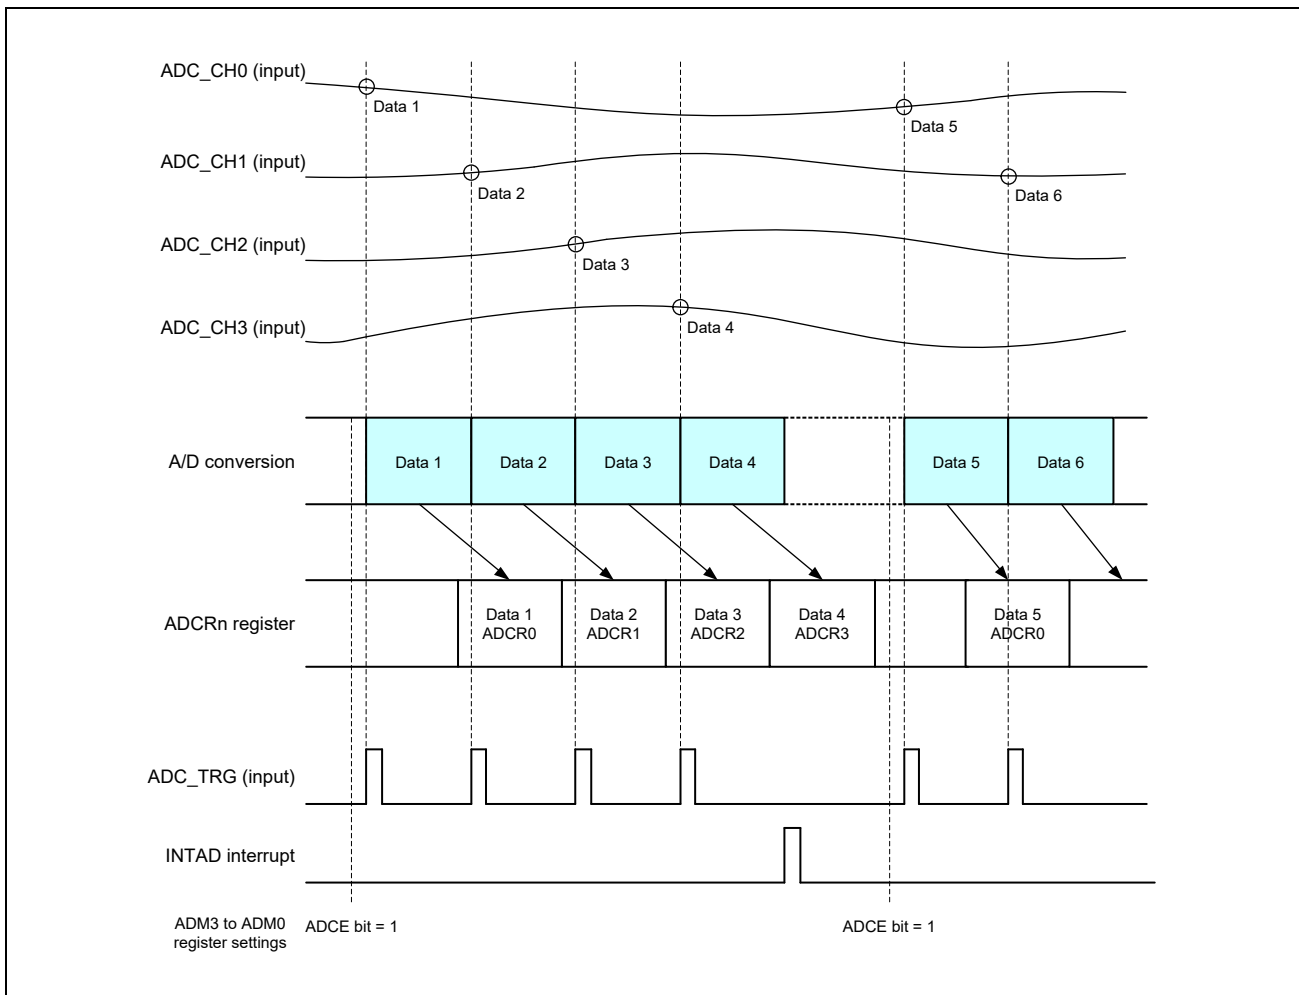 ADC_CH0 (input)
Data 1
Data 5
ADC_CH1 (input)
Data 2
Data 6
ADC_CH2 (input)
Data 3
ADC_CH3 (input)
Data 4
A/D conversion
Data 1
Data 2
Data 3
Data 4
Data 5
Data 6
ADCRn register
Data 1
ADCR0
Data 2
ADCR1
Data 3
ADCR2
Data 4
ADCR3
Data 5
ADCR0
ADC_TRG (input)
INTAD interrupt
ADM3 to ADM0
register settings
ADCE bit = 1
ADCE bit = 1